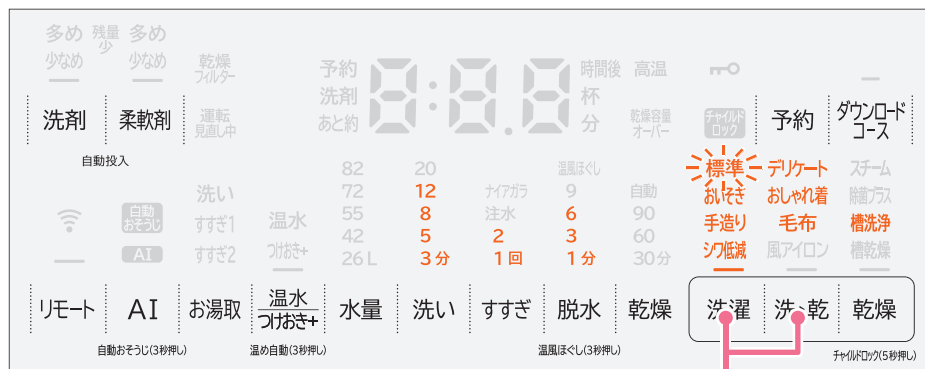 多め 残量少 多め
少なめ 少なめ 乾燥フィルター
予約 8:8.8 時間後 高温
洗剤 杯
あと約 分 乾燥容量オーバー チャイルドロック
洗剤 柔軟剤 運転見直し中 予約 ダウンロードコース
自動投入
82 20 温風ほぐし 標準 デリケート スチーム
洗い 72 12 ナイアガラ 9 自動 おいそぎ おしゃれ着 除菌プラス
自動おそうじ すすぎ1 温水 55 8 注水 6 90 手造り 毛布 槽洗浄
AI すすぎ2 つけおき+ 42 5 2 3 60 シワ低減 風アイロン 槽乾燥
26L 3分 1回 1分 30分
リモート AI お湯取 温水 つけおき+ 水量 洗い すすぎ 脱水 乾燥 洗濯 洗、乾 乾燥
自動おそうじ(3秒押し) 温め自動(3秒押し) 温風ほぐし(3秒押し) チャイルドロック(5秒押し)